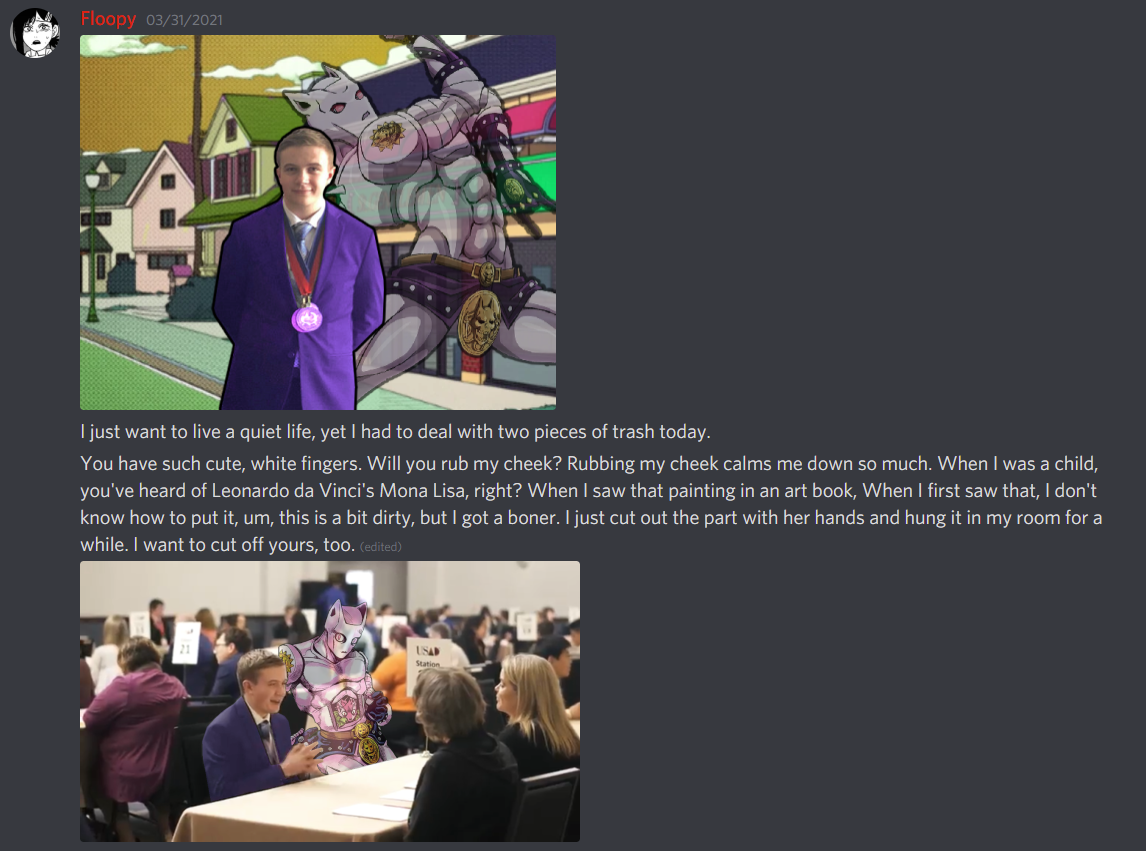 Floopy 03/31/2021
I just want to live a quiet life, yet I had to deal with two pieces of trash today.
You have such cute, white fingers. Will you rub my cheek? Rubbing my cheek calms me down so much. When I was a child,
you've heard of Leonardo da Vinci's Mona Lisa, right? When I saw that painting in an art book, When I first saw that, I don't
know how to put it, um, this is a bit dirty, but I got a boner. I just cut out the part with her hands and hung it in my room for a
while. I want to cut off yours, too. (edited)
21
USAD
Station